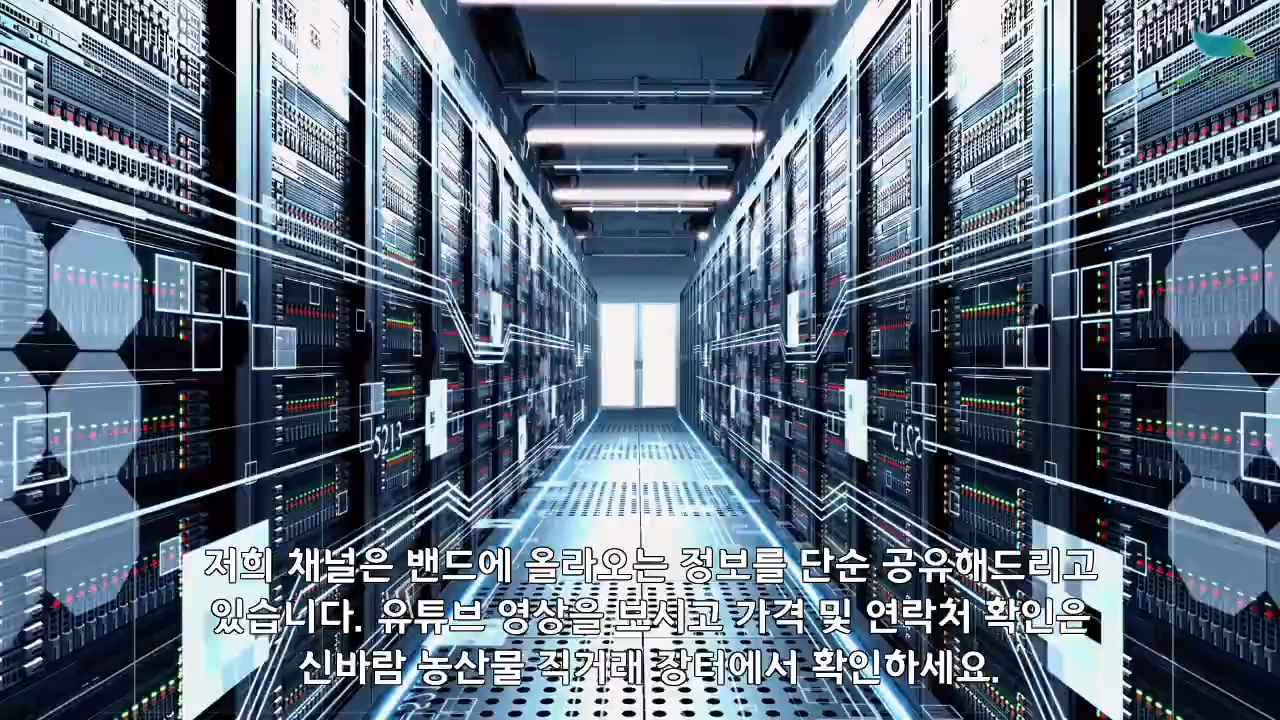 5213
5213
저희 채널은 밴드에 올라오는 정보를 단순 공유해드리고
있습니다. 유튜브 영상을 보시고 가격 및 연락처 확인은
신바람 농산물 직거래 장터에서 확인하세요.